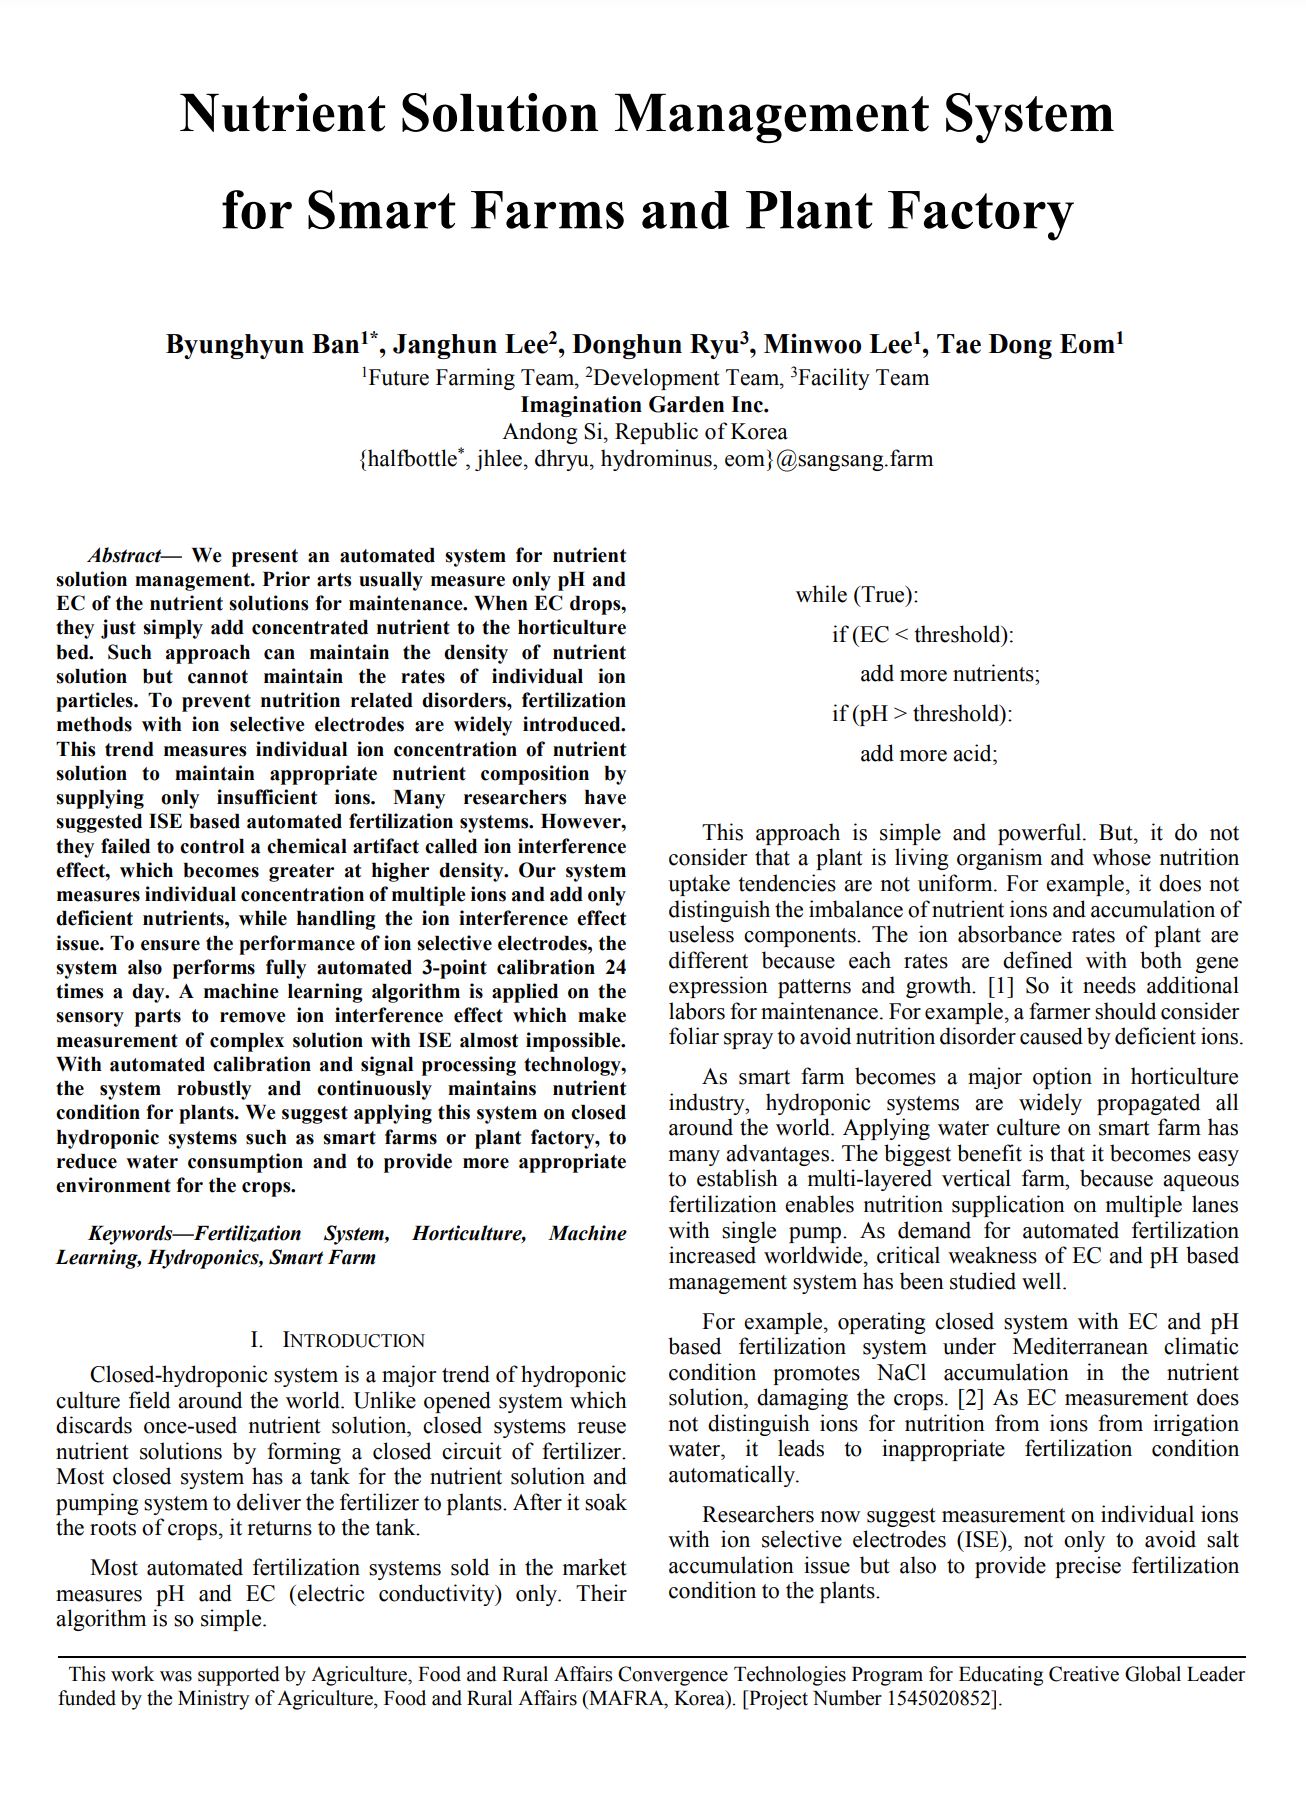 Nutrient Solution Management System
for Smart Farms and Plant Factory
Byunghyun Ban1*, Janghun Lee2, Donghun Ryu3, Minwoo Lee1, Tae Dong Eom1
1Future Farming Team, 2Development Team, 3Facility Team
Imagination Garden Inc.
Andong Si, Republic of Korea
{halfbottle*, jhlee, dhryu, hydrominus, eom}@sangsang.farm
Abstract— We present an automated system for nutrient
solution management. Prior arts usually measure only pH and
EC of the nutrient solutions for maintenance. When EC drops,
they just simply add concentrated nutrient to the horticulture
bed. Such approach can maintain the density of nutrient
solution but cannot maintain the rates of individual ion
particles. To prevent nutrition related disorders, fertilization
methods with ion selective electrodes are widely introduced.
This trend measures individual ion concentration of nutrient
solution to maintain appropriate nutrient composition by
supplying only insufficient ions. Many researchers have
suggested ISE based automated fertilization systems. However,
they failed to control a chemical artifact called ion interference
effect, which becomes greater at higher density. Our system
measures individual concentration of multiple ions and add only
deficient nutrients, while handling the ion interference effect
issue. To ensure the performance of ion selective electrodes, the
system also performs fully automated 3-point calibration 24
times a day. A machine learning algorithm is applied on the
sensory parts to remove ion interference effect which make
measurement of complex solution with ISE almost impossible.
With automated calibration and signal processing technology,
the system robustly and continuously maintains nutrient
condition for plants. We suggest applying this system on closed
hydroponic systems such as smart farms or plant factory, to
reduce water consumption and to provide more appropriate
environment for the crops.
Keywords—Fertilization System, Horticulture, Machine
Learning, Hydroponics, Smart Farm
I. INTRODUCTION
Closed-hydroponic system is a major trend of hydroponic
culture field around the world. Unlike opened system which
discards once-used nutrient solution, closed systems reuse
nutrient solutions by forming a closed circuit of fertilizer.
Most closed system has a tank for the nutrient solution and
pumping system to deliver the fertilizer to plants. After it soak
the roots of crops, it returns to the tank.
Most automated fertilization systems sold in the market
measures pH and EC (electric conductivity) only. Their
algorithm is so simple.
while (True):
if (EC < threshold):
add more nutrients;
if (pH > threshold):
add more acid;
This approach is simple and powerful. But, it do not
consider that a plant is living organism and whose nutrition
uptake tendencies are not uniform. For example, it does not
distinguish the imbalance of nutrient ions and accumulation of
useless components. The ion absorbance rates of plant are
different because each rates are defined with both gene
expression patterns and growth. [1] So it needs additional
labors for maintenance. For example, a farmer should consider
foliar spray to avoid nutrition disorder caused by deficient ions.
As smart farm becomes a major option in horticulture
industry, hydroponic systems are widely propagated all
around the world. Applying water culture on smart farm has
many advantages. The biggest benefit is that it becomes easy
to establish a multi-layered vertical farm, because aqueous
fertilization enables nutrition supplication on multiple lanes
with single pump. As demand for automated fertilization
increased worldwide, critical weakness of EC and pH based
management system has been studied well.
For example, operating closed system with EC and pH
based fertilization system under Mediterranean climatic
condition promotes NaCl accumulation in the nutrient
solution, damaging the crops. [2] As EC measurement does
not distinguish ions for nutrition from ions from irrigation
water, it leads to inappropriate fertilization condition
automatically.
Researchers now suggest measurement on individual ions
with ion selective electrodes (ISE), not only to avoid salt
accumulation issue but also to provide precise fertilization
condition to the plants.
This work was supported by Agriculture, Food and Rural Affairs Convergence Technologies Program for Educating Creative Global Leader
funded by the Ministry of Agriculture, Food and Rural Affairs (MAFRA, Korea). [Project Number 1545020852].